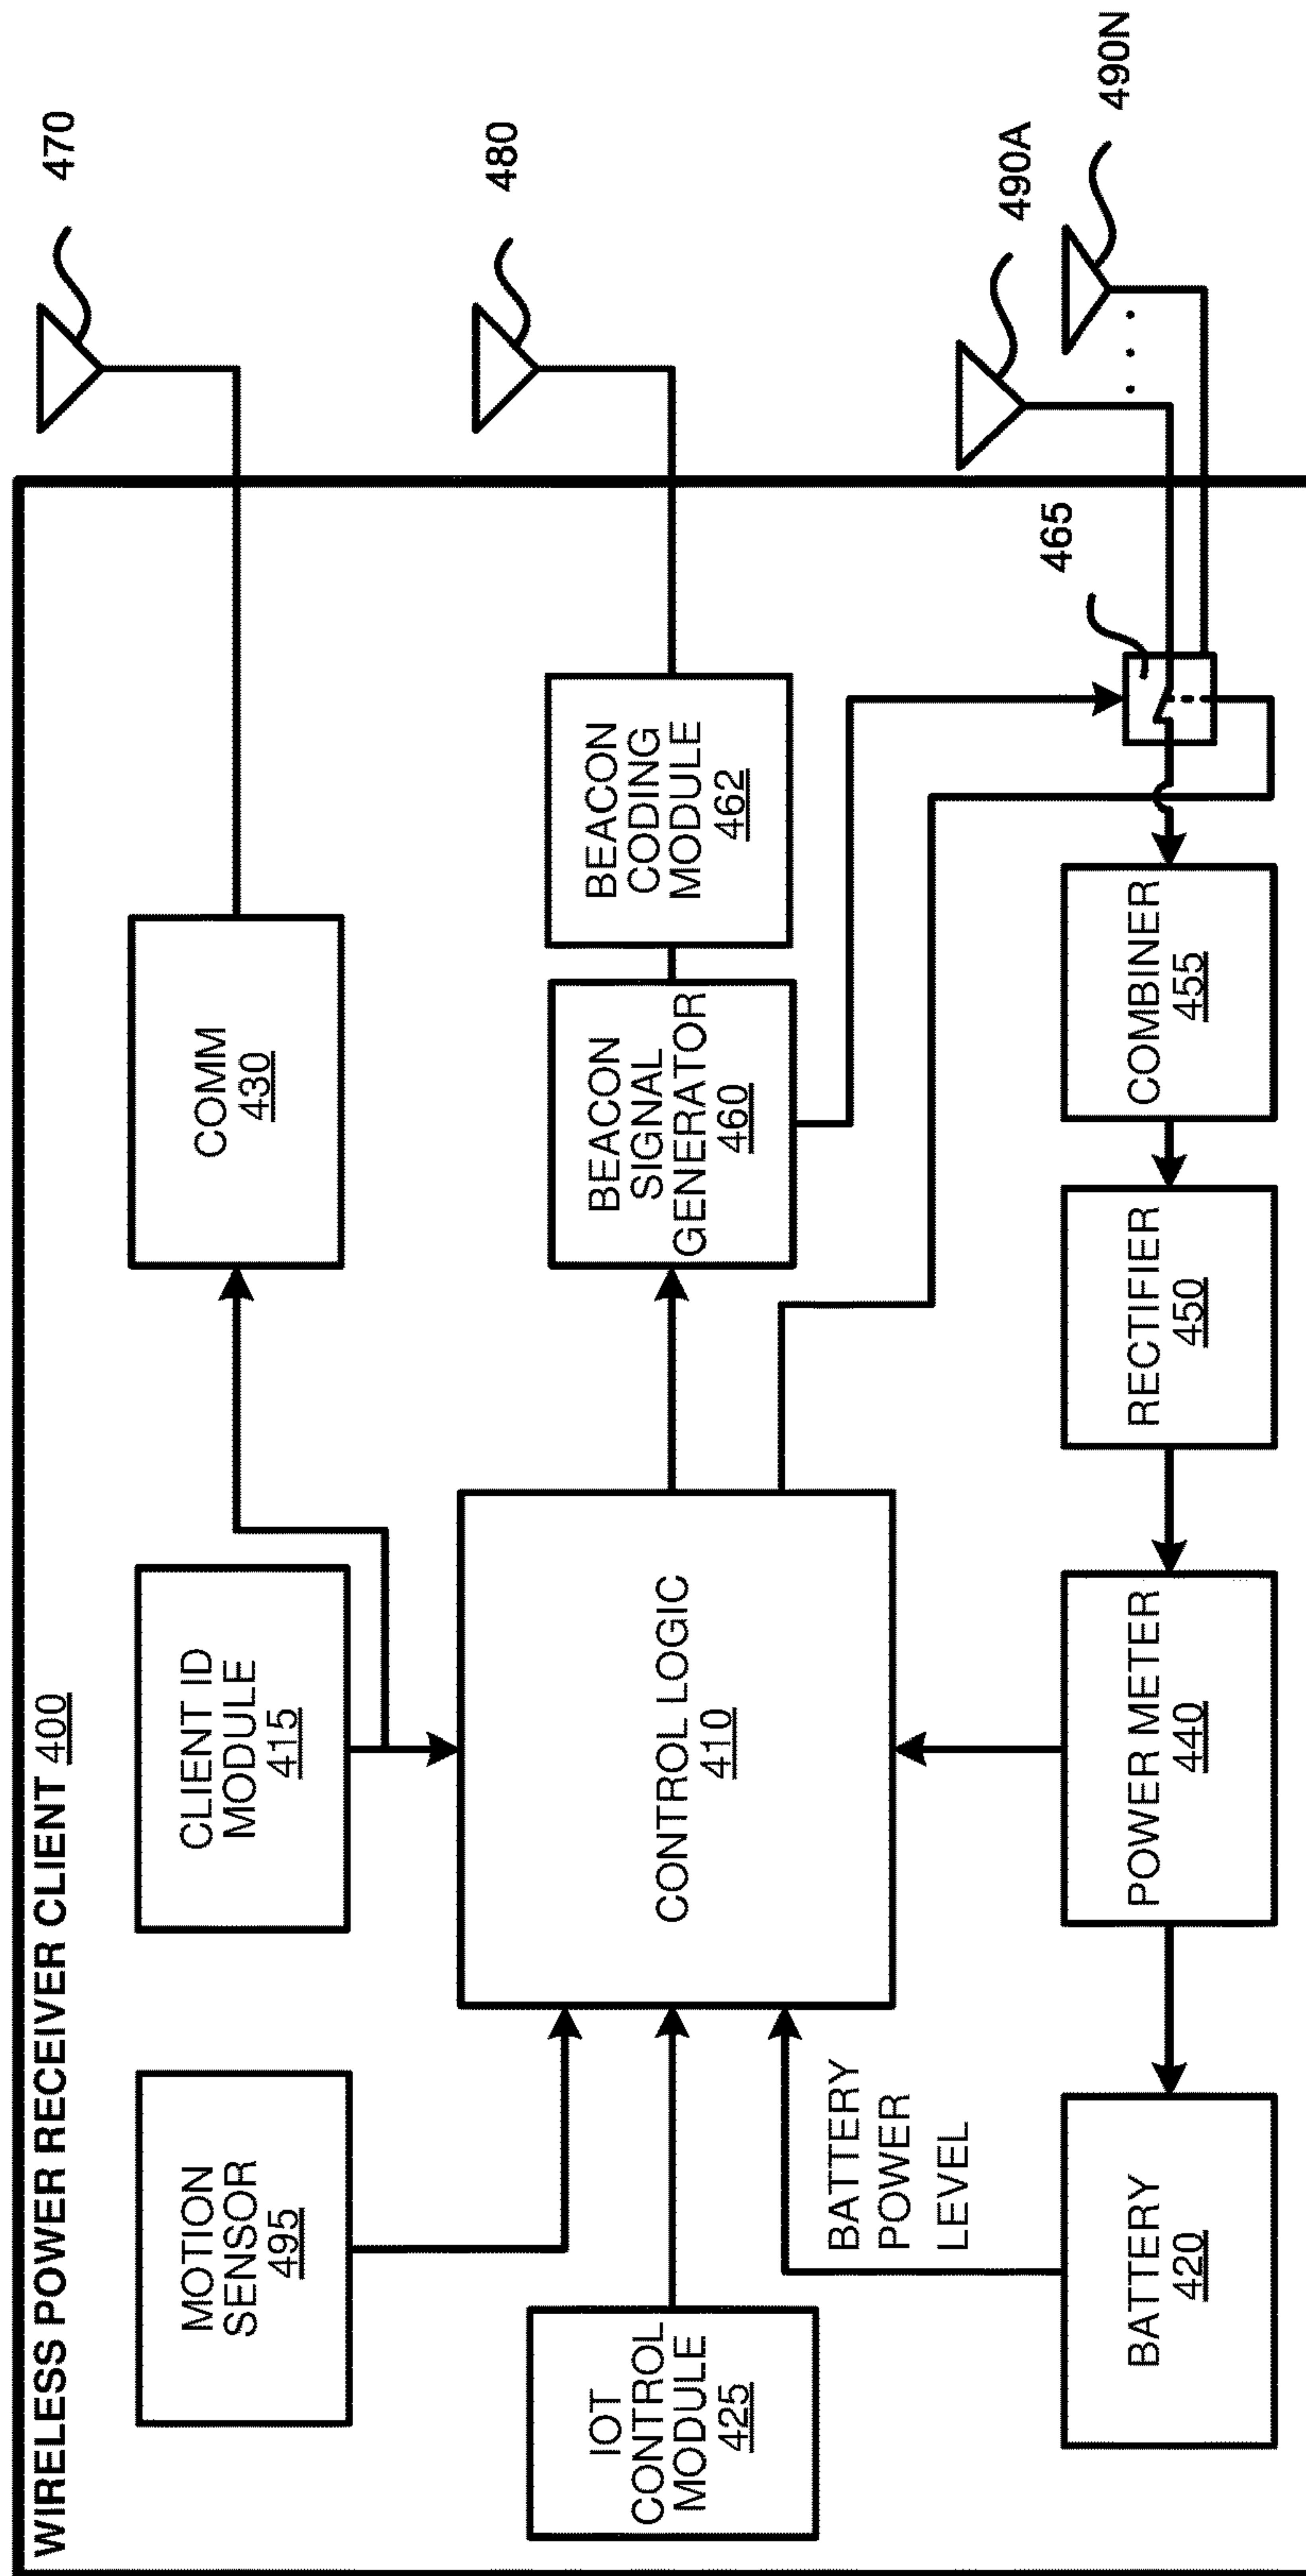 WIRELESS POWER RECEIVER CLIENT 400
MOTION
SENSOR
495
CLIENT ID
MODULE
415
COMM
430
470
IOT
CONTROL
MODULE
425
CONTROL LOGIC
410
BEACON
SIGNAL
GENERATOR
460
BEACON
CODING
MODULE
462
480
BATTERY
POWER
LEVEL
465
490A
490N
BATTERY
420
POWER METER
440
RECTIFIER
450
COMBINER
455